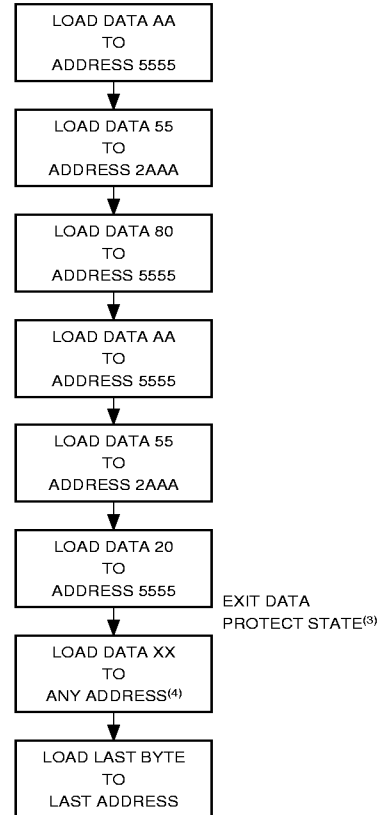 LOAD DATA AA
TO
ADDRESS 5555
LOAD DATA 55
TO
ADDRESS 2AAA
LOAD DATA 80
TO
ADDRESS 5555
LOAD DATA AA
TO
ADDRESS 5555
LOAD DATA 55
TO
ADDRESS 2AAA
LOAD DATA 20
TO
ADDRESS 5555
EXIT DATA
PROTECT STATE(3)
LOAD DATA XX
TO
ANY ADDRESS(4)
LOAD LAST BYTE
TO
LAST ADDRESS